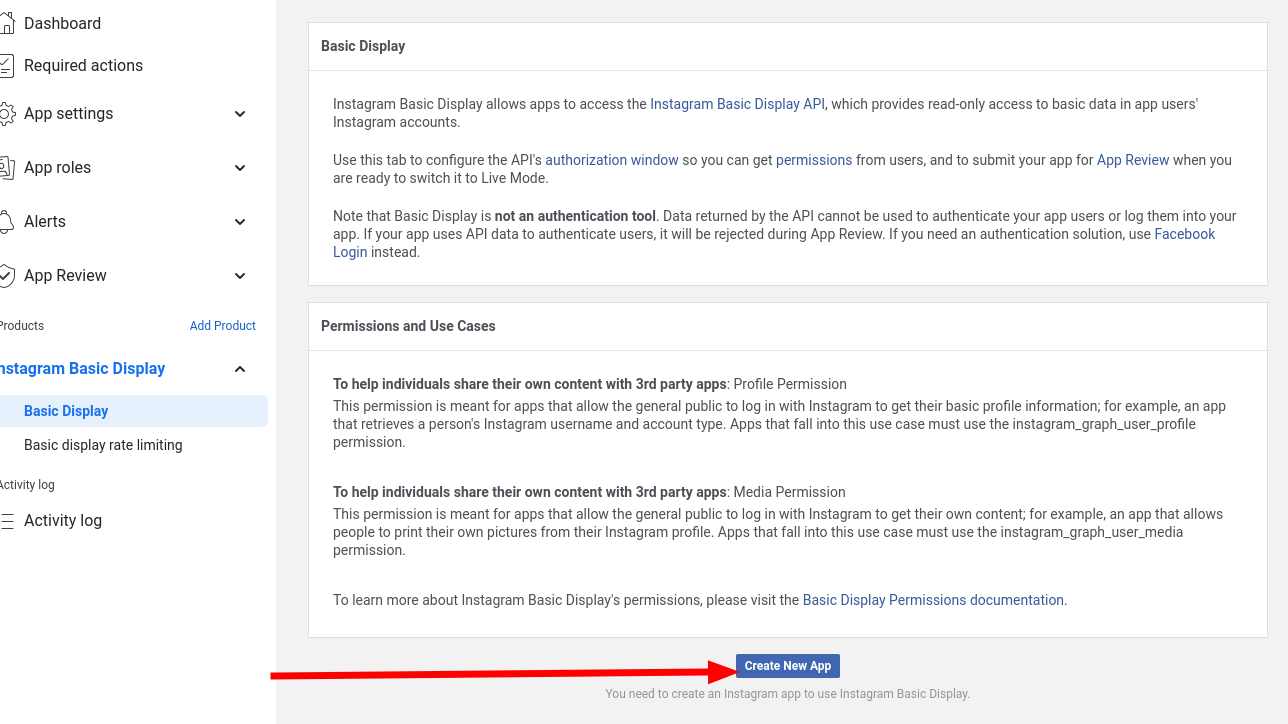 Dashboard
Required actions
App settings
App roles
Alerts
App Review
Products
Add Product
nstagram Basic Display
Basic Display
Basic display rate limiting
Activity log
Activity log
Basic Display
Instagram Basic Display allows apps to access the Instagram Basic Display API, which provides read-only access to basic data in app users'
Instagram accounts.
Use this tab to configure the API's authorization window so you can get permissions from users, and to submit your app for App Review when you
are ready to switch it to Live Mode.
Note that Basic Display is not an authentication tool. Data returned by the API cannot be used to authenticate your app users or log them into your
app. If your app uses API data to authenticate users, it will be rejected during App Review. If you need an authentication solution, use Facebook
Login instead.
Permissions and Use Cases
To help individuals share their own content with 3rd party apps: Profile Permission
This permission is meant for apps that allow the general public to log in with Instagram to get their basic profile information; for example, an app
that retrieves a person's Instagram username and account type. Apps that fall into this use case must use the instagram_graph_user_profile
permission.
To help individuals share their own content with 3rd party apps: Media Permission
This permission is meant for apps that allow the general public to log in with Instagram to get their own content; for example, an app that allows
people to print their own pictures from their Instagram profile. Apps that fall into this use case must use the instagram_graph_user_media
permission.
To learn more about Instagram Basic Display's permissions, please visit the Basic Display Permissions documentation.
Create New App
You need to create an Instagram app to use Instagram Basic Display.